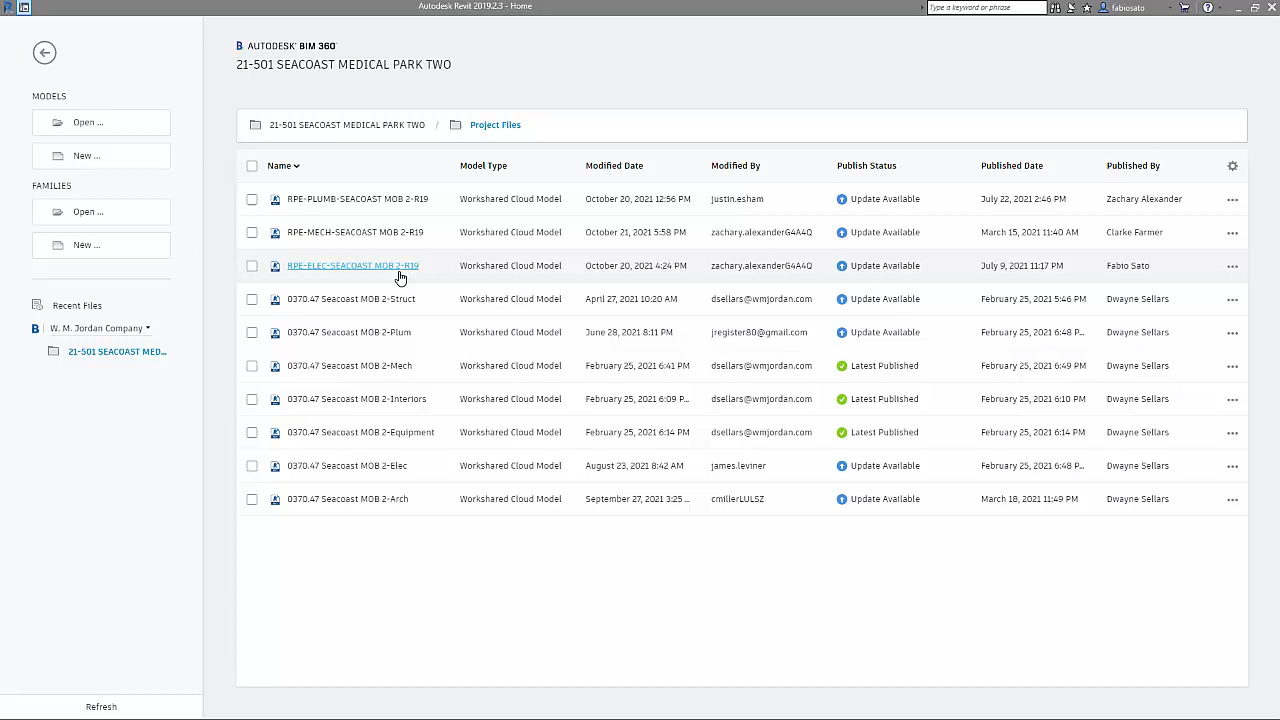 Autodesk Revit 2019.2.3 - Home
Type a keyword or phrase
fabiosato
AUTODESK® BIM 360™
21-501 SEACOAST MEDICAL PARK TWO
MODELS
Open ...
New ...
FAMILIES
Open ...
New ...
Recent Files
W. M. Jordan Company
21-501 SEACOAST MED...
Refresh
21-501 SEACOAST MEDICAL PARK TWO / Project Files
Name Model Type Modified Date Modified By Publish Status Published Date Published By
RPE-PLUMB-SEACOAST MOB 2-R19 Workshared Cloud Model October 20, 2021 12:56 PM justin.esham Update Available July 22, 2021 2:46 PM Zachary Alexander
RPE-MECH-SEACOAST MOB 2-R19 Workshared Cloud Model October 21, 2021 5:58 PM zachary.alexanderG4A4Q Update Available March 15, 2021 11:40 AM Clarke Farmer
RPE-ELEC-SEACOAST MOB 2-R19 Workshared Cloud Model October 20, 2021 4:24 PM zachary.alexanderG4A4Q Update Available July 9, 2021 11:17 PM Fabio Sato
0370.47 Seacoast MOB 2-Struct Workshared Cloud Model April 27, 2021 10:20 AM dsellars@wmjordan.com Update Available February 25, 2021 5:46 PM Dwayne Sellars
0370.47 Seacoast MOB 2-Plum Workshared Cloud Model June 28, 2021 8:11 PM jregister80@gmail.com Update Available February 25, 2021 6:48 P... Dwayne Sellars
0370.47 Seacoast MOB 2-Mech Workshared Cloud Model February 25, 2021 6:41 PM dsellars@wmjordan.com Latest Published February 25, 2021 6:49 PM Dwayne Sellars
0370.47 Seacoast MOB 2-Interiors Workshared Cloud Model February 25, 2021 6:09 P... dsellars@wmjordan.com Latest Published February 25, 2021 6:10 PM Dwayne Sellars
0370.47 Seacoast MOB 2-Equipment Workshared Cloud Model February 25, 2021 6:14 PM dsellars@wmjordan.com Latest Published February 25, 2021 6:14 PM Dwayne Sellars
0370.47 Seacoast MOB 2-Elec Workshared Cloud Model August 23, 2021 8:42 AM james.leviner Update Available February 25, 2021 6:48 P... Dwayne Sellars
0370.47 Seacoast MOB 2-Arch Workshared Cloud Model September 27, 2021 3:25 ... cmillerLULSZ Update Available March 18, 2021 11:49 PM Dwayne Sellars